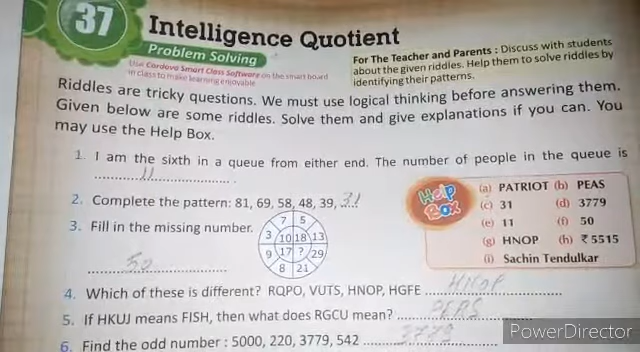 37
Intelligence Quotient
Problem Solving
Use Cordova Smart Class Software on the smart board
in class to make learning enjoyable
For The Teacher and Parents : Discuss with students
about the given riddles. Help them to solve riddles by
identifying their patterns.
Riddles are tricky questions. We must use logical thinking before answering them.
Given below are some riddles. Solve them and give explanations if you can. You
may use the Help Box.
1. I am the sixth in a queue from either end. The number of people in the queue is
11
2. Complete the pattern: 81, 69, 58, 48, 39, 31
3. Fill in the missing number.
7 5
3 10 18 13
9 17 ? 29
8 21
50
Help Box
(a) PATRIOT (b) PEAS
(c) 31 (d) 3779
(e) 11 (f) 50
(g) HNOP (h) ₹5515
(i) Sachin Tendulkar
4. Which of these is different? RQPO, VUTS, HNOP, HGFE HNOP
5. If HKUJ means FISH, then what does RGCU mean? PEAS
6. Find the odd number : 5000, 220, 3779, 542 3779
PowerDirector